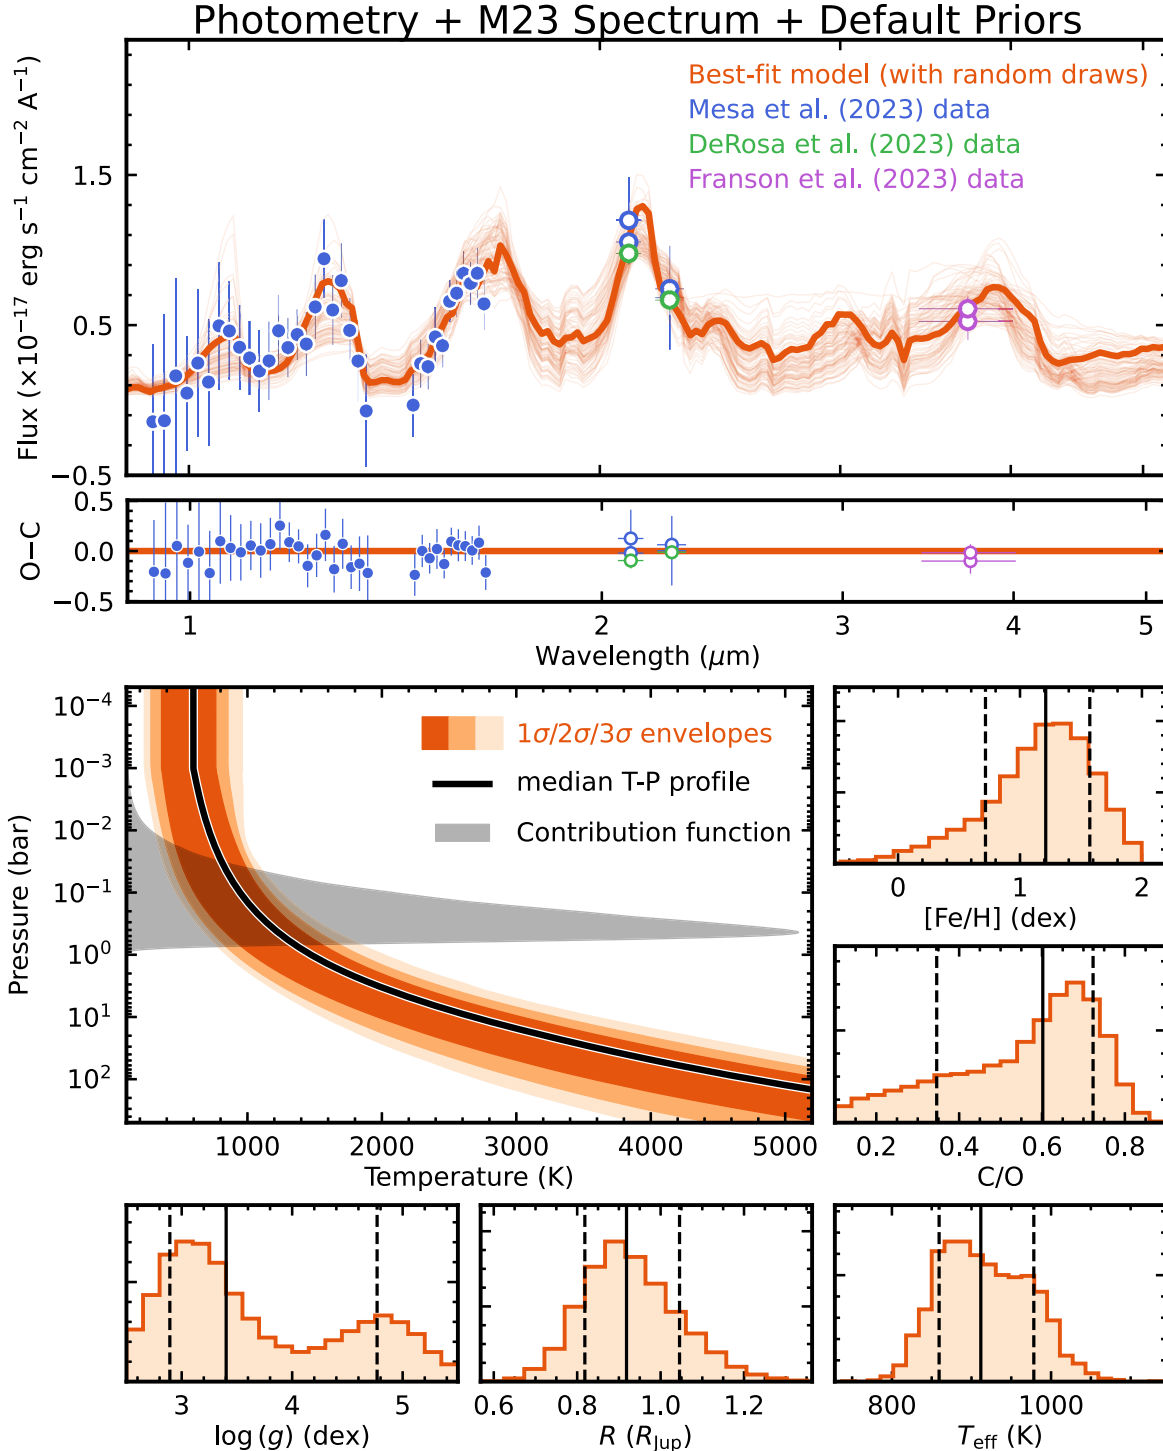 Photometry + M23 Spectrum + Default Priors
Best-fit model (with random draws)
Mesa et al. (2023) data
DeRosa et al. (2023) data
Franson et al. (2023) data
Flux (×10⁻¹⁷ erg s⁻¹ cm⁻² A⁻¹)
1.5
0.5
−0.5
O−C
0.5
0.0
−0.5
1 2 3 4 5
Wavelength (μm)
Pressure (bar)
10⁻⁴
10⁻³
10⁻²
10⁻¹
10⁰
10¹
10²
1σ/2σ/3σ envelopes
median T-P profile
Contribution function
1000 2000 3000 4000 5000
Temperature (K)
0 1 2
[Fe/H] (dex)
0.2 0.4 0.6 0.8
C/O
3 4 5
log(g) (dex)
0.6 0.8 1.0 1.2
R (R_Jup)
800 1000
T_eff (K)